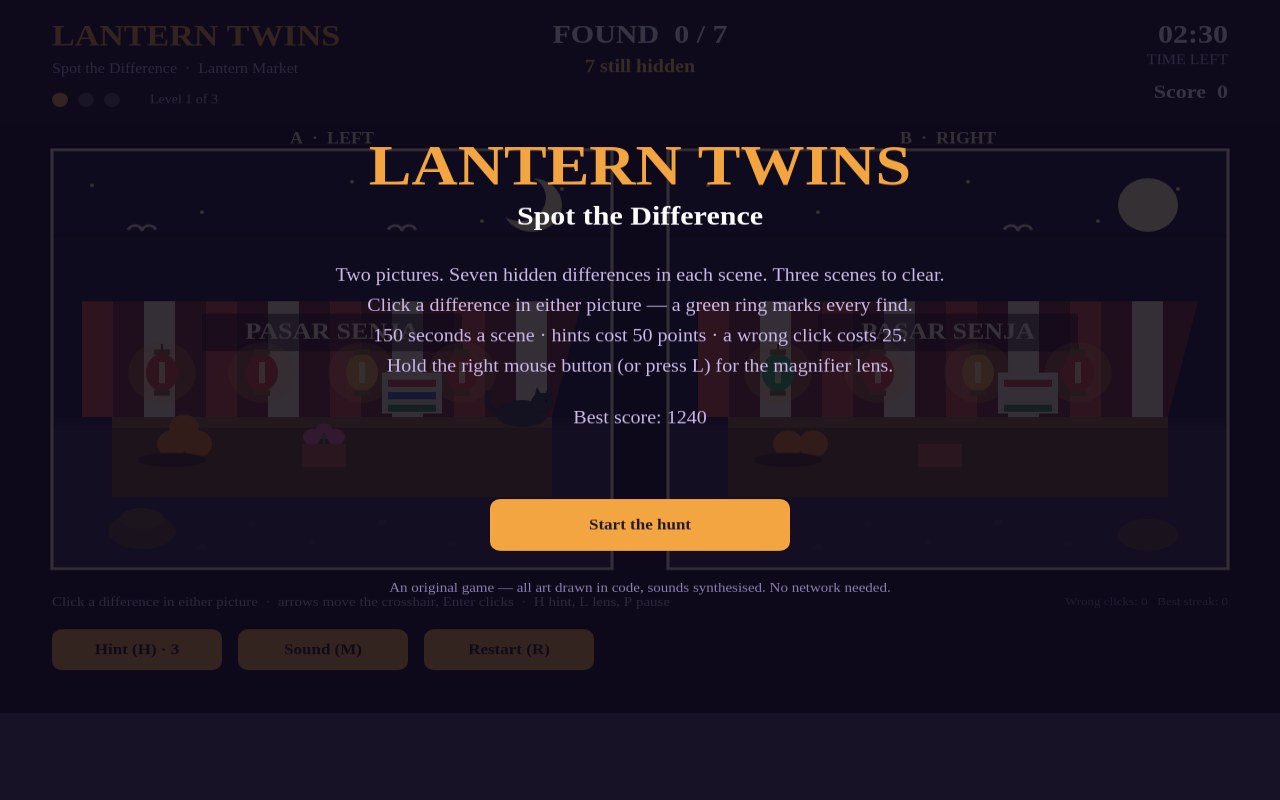 LANTERN TWINS
Spot the Difference · Lantern Market
Level 1 of 3
FOUND 0 / 7
7 still hidden
02:30
TIME LEFT
Score 0
A · LEFT
B · RIGHT
LANTERN TWINS
Spot the Difference
Two pictures. Seven hidden differences in each scene. Three scenes to clear.
Click a difference in either picture — a green ring marks every find.
PASAR SENJA
PASAR SENJA
150 seconds a scene · hints cost 50 points · a wrong click costs 25.
Hold the right mouse button (or press L) for the magnifier lens.
Best score: 1240
Start the hunt
An original game — all art drawn in code, sounds synthesised. No network needed.
Click a difference in either picture · arrows move the crosshair, Enter clicks · H hint, L lens, P pause
Wrong clicks: 0 Best streak: 0
Hint (H) · 3
Sound (M)
Restart (R)